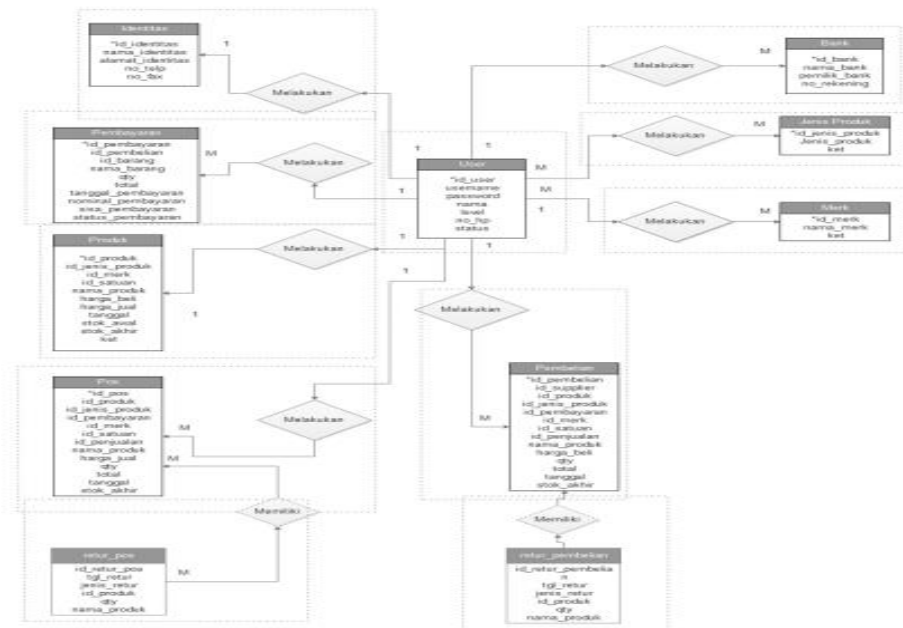 Identitas
*id_identitas
nama_identitas
alamat_identitas
no_telp
no_fax
1
Melakukan
Pembayaran
*id_pembayaran
id_pembelian
id_barang
nama_barang
qty
total
tanggal_pembayaran
nominal_pembayaran
sisa_pembayaran
status_pembayaran
M
Melakukan
1
1
Produk
*id_produk
id_jenis_produk
id_merk
id_satuan
nama_produk
harga_beli
harga_jual
tanggal
stok_awal
stok_akhir
ket
1
Melakukan
1
Pos
*id_pos
id_produk
id_jenis_produk
id_pembayaran
id_merk
id_satuan
id_penjualan
nama_produk
harga_jual
qty
total
tanggal
stok_akhir
M
M
Melakukan
1
Memiliki
retur_pos
id_retur_pos
tgl_retur
jenis_retur
id_produk
qty
nama_produk
M
User
*id_user
username
password
nama
level
no_hp
status
1
M
M
1
1
Melakukan
M
Bank
*id_bank
nama_bank
pemilik_bank
no_rekening
Melakukan
M
Jenis Produk
*id_jenis_produk
Jenis_produk
ket
Melakukan
M
Merk
*id_merk
nama_merk
ket
Melakukan
M
Pembelian
*id_pembelian
id_supplier
id_produk
id_jenis_produk
id_pembayaran
id_merk
id_satuan
id_penjualan
nama_produk
harga_beli
qty
total
tanggal
stok_akhir
Memiliki
retur_pembelian
id_retur_pembelia
n
tgl_retur
jenis_retur
id_produk
qty
nama_produk